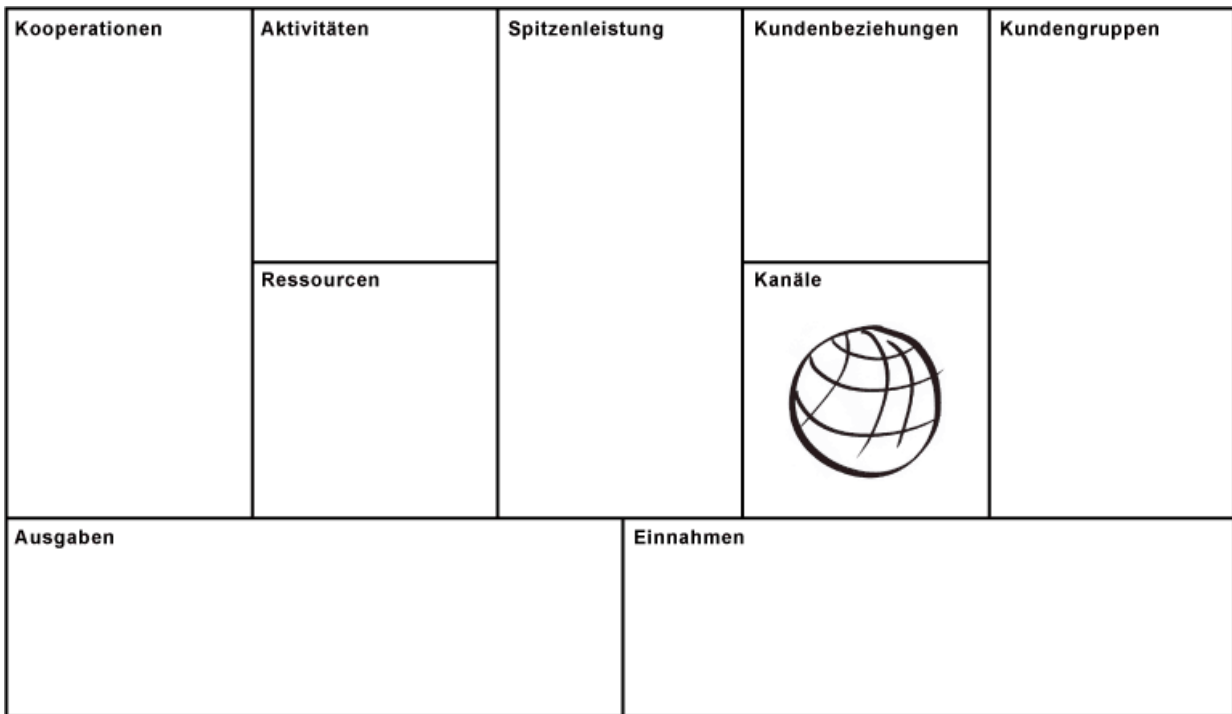 Kooperationen
Aktivitäten
Spitzenleistung
Kundenbeziehungen
Kundengruppen
Ressourcen
Kanäle
Ausgaben
Einnahmen